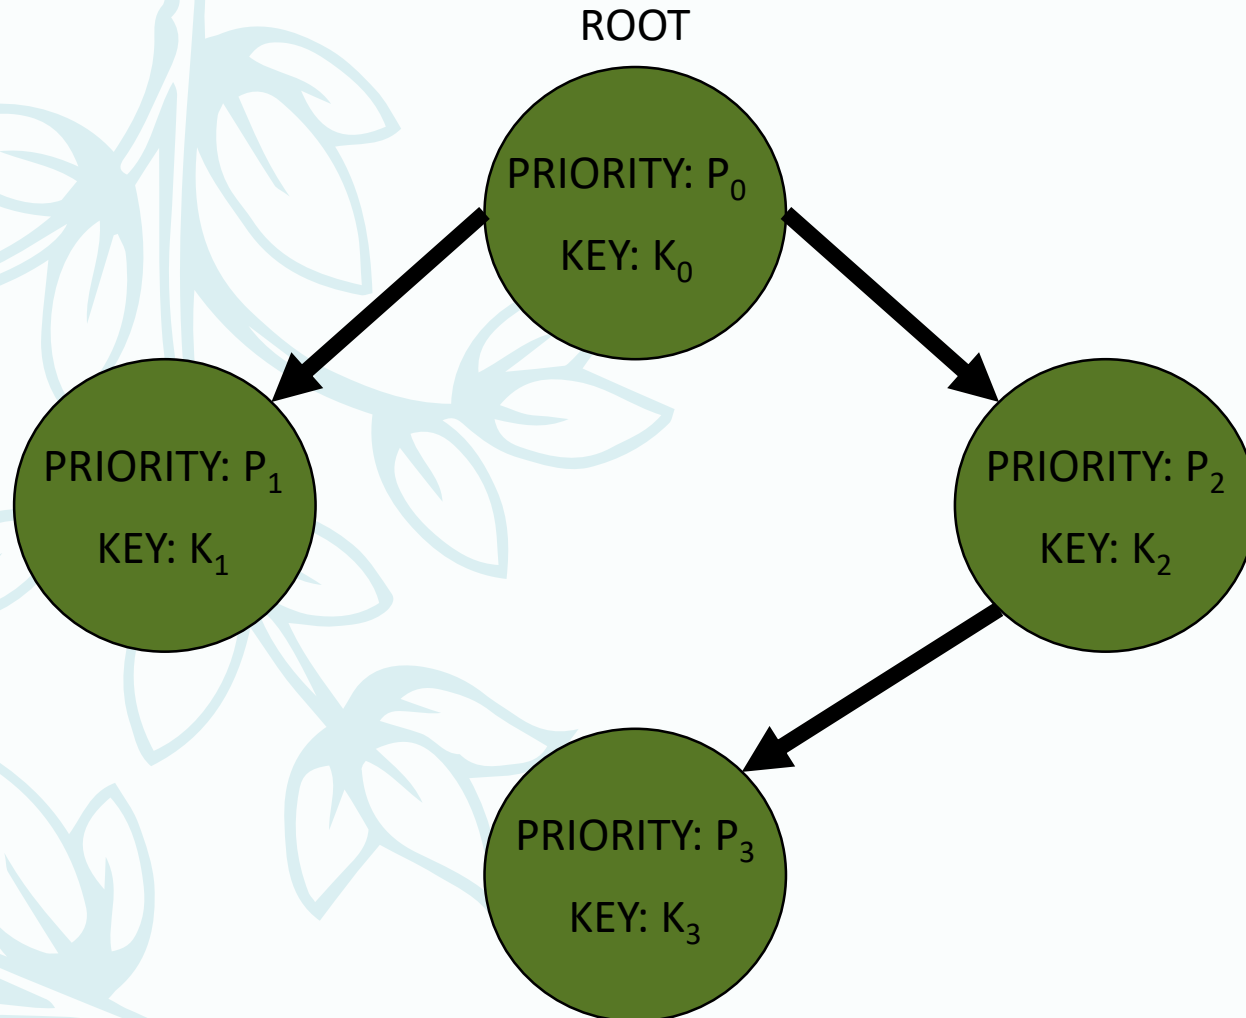 ROOT
PRIORITY: P₀
KEY: K₀
PRIORITY: P₁
KEY: K₁
PRIORITY: P₂
KEY: K₂
PRIORITY: P₃
KEY: K₃